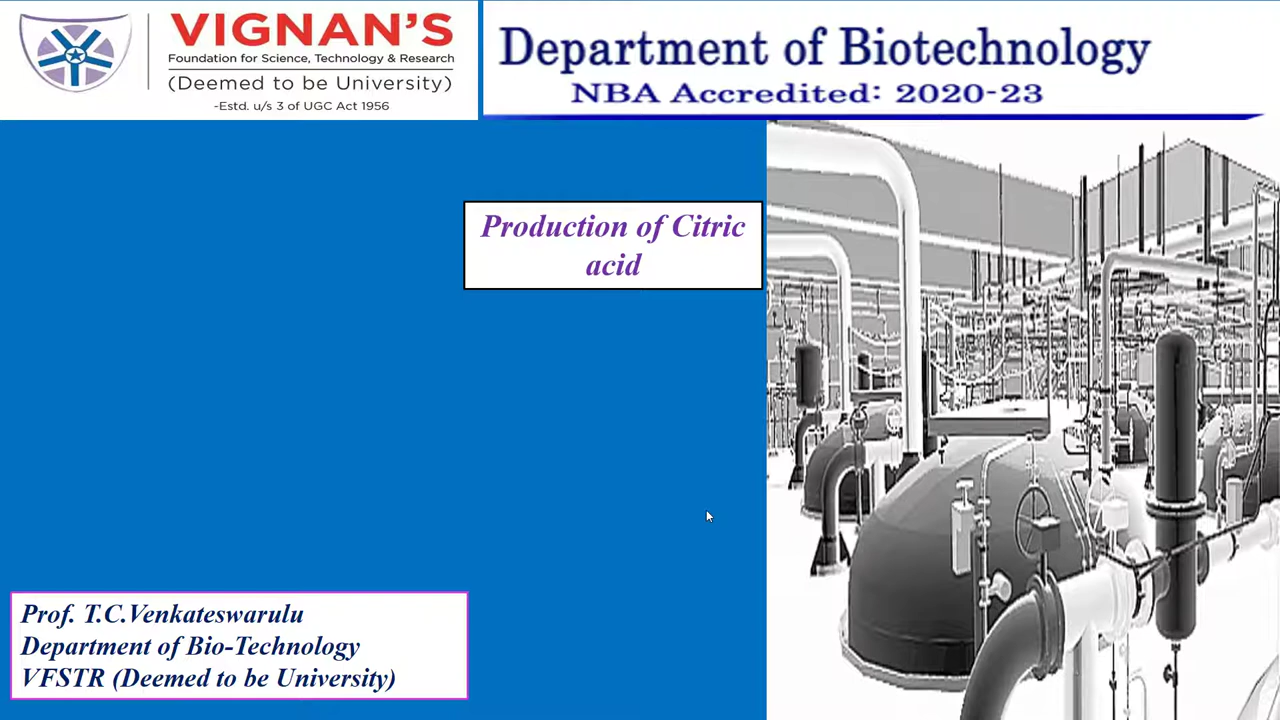 VIGNAN'S
Foundation for Science, Technology & Research
(Deemed to be University)
-Estd. u/s 3 of UGC Act 1956
Department of Biotechnology
NBA Accredited: 2020-23
Production of Citric
acid
Prof. T.C.Venkateswarulu
Department of Bio-Technology
VFSTR (Deemed to be University)